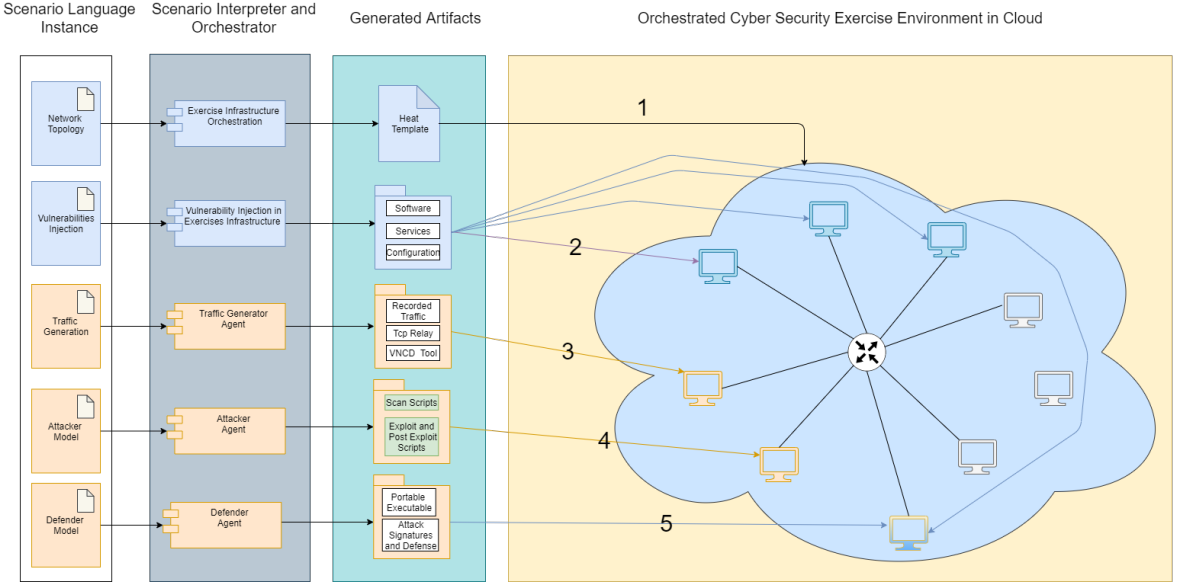 Scenario Language
Instance
Scenario Interpreter and
Orchestrator
Generated Artifacts
Orchestrated Cyber Security Exercise Environment in Cloud
Network
Topology
Exercise Infrastructure
Orchestration
Heat
Template
1
Vulnerabilities
Injection
Vulnerability Injection in
Exercises Infrastructure
Software
Services
Configuration
2
Traffic
Generation
Traffic Generator
Agent
Recorded
Traffic
Tcp Relay
VNCD Tool
3
Attacker
Model
Attacker
Agent
Scan Scripts
Exploit and
Post Exploit
Scripts
4
Defender
Model
Defender
Agent
Portable
Executable
Attack
Signatures
and Defense
5